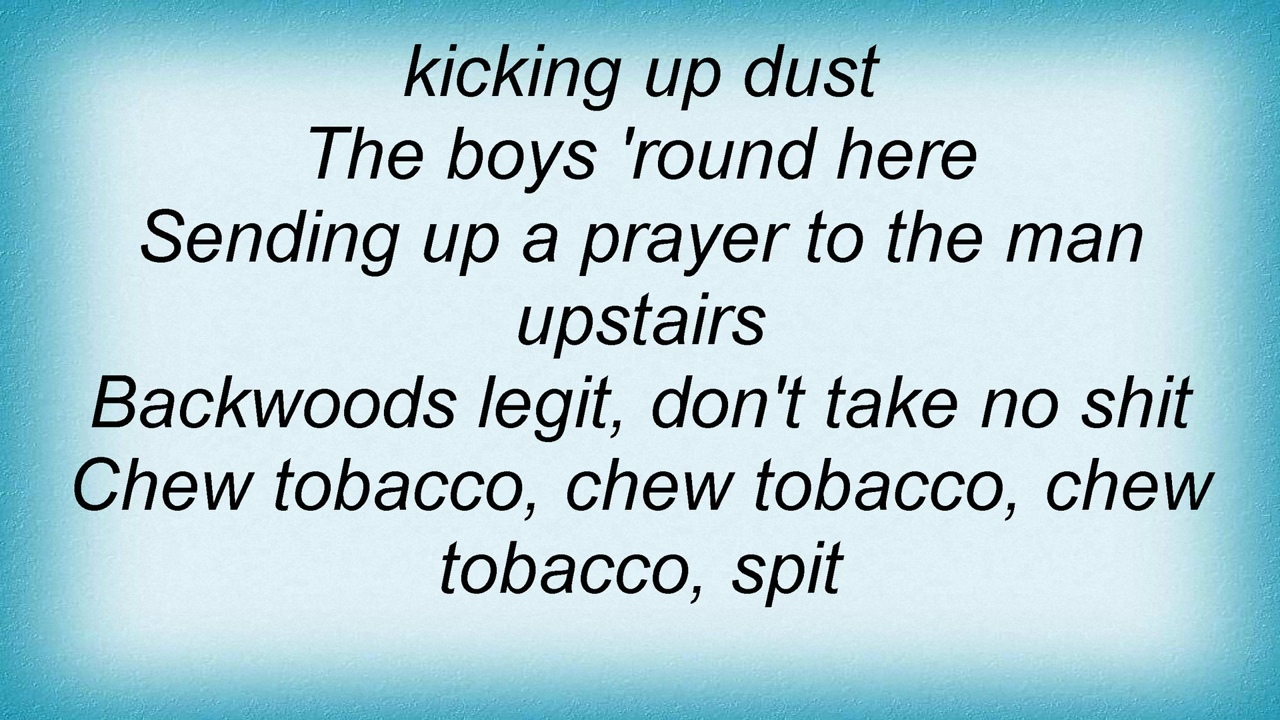 kicking up dust
The boys 'round here
Sending up a prayer to the man
upstairs
Backwoods legit, don't take no shit
Chew tobacco, chew tobacco, chew
tobacco, spit